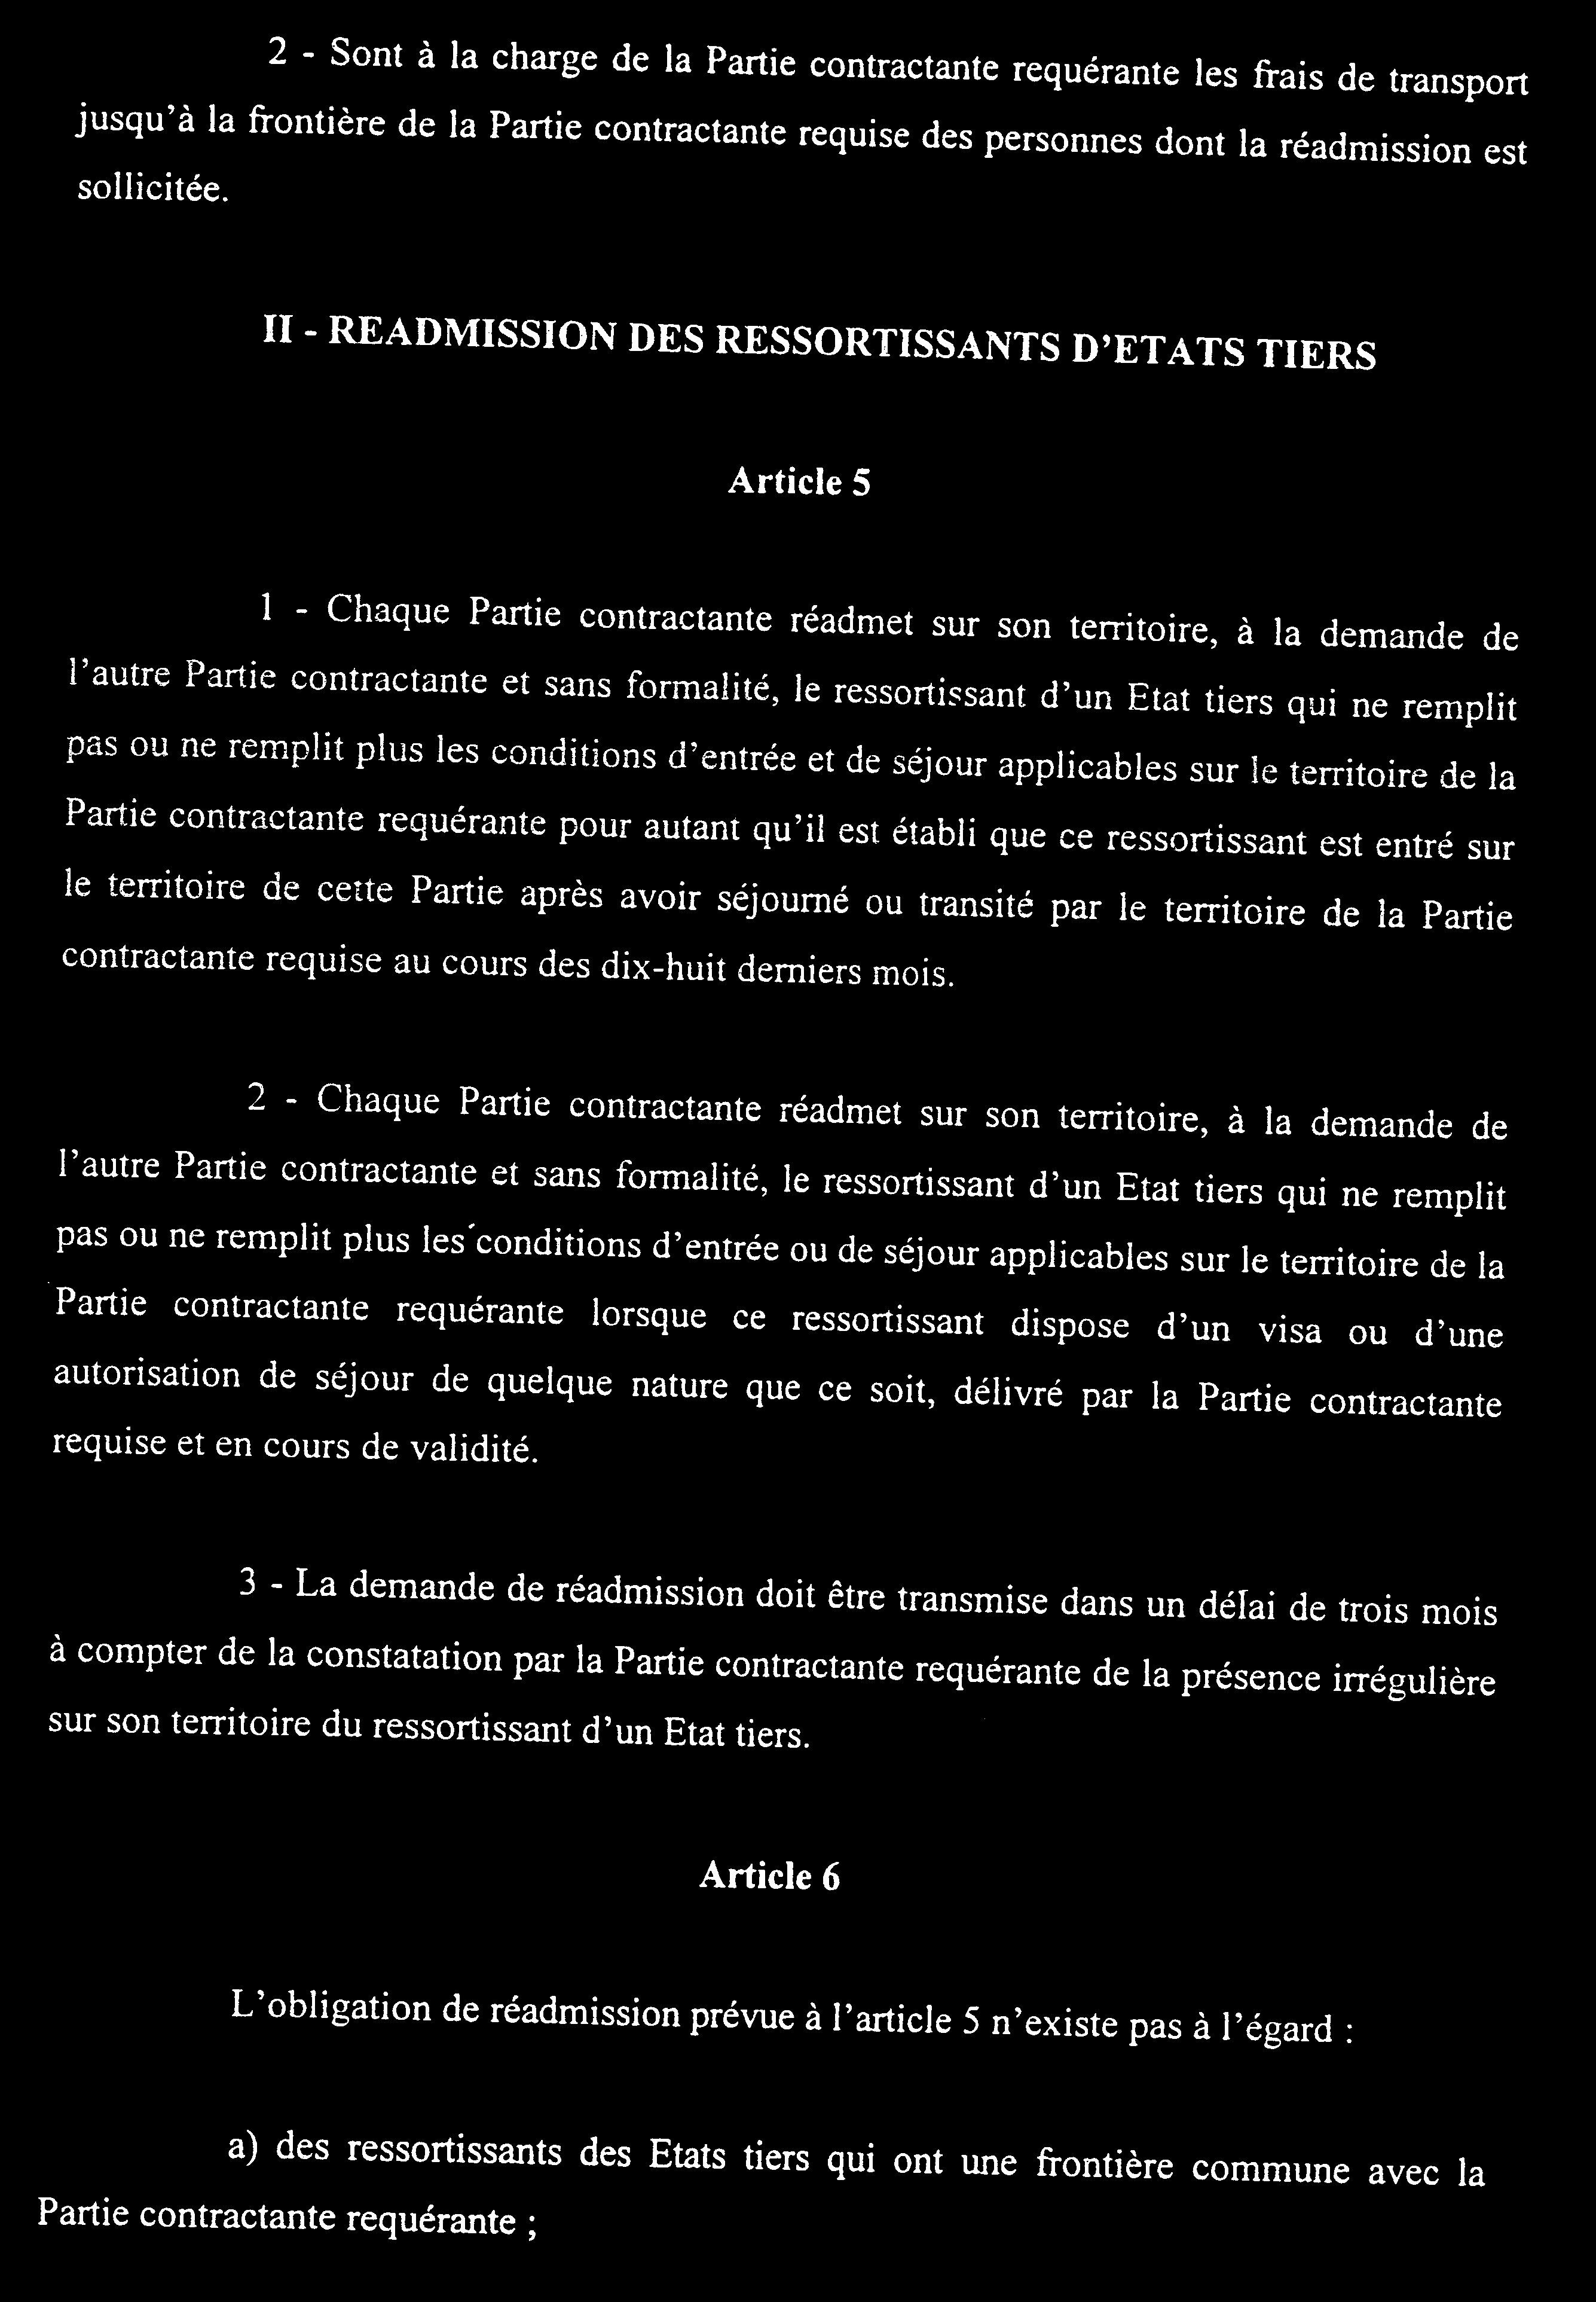 2 - Sont à la charge de la Partie contractante requérante les frais de transport
jusqu'à la frontière de la Partie contractante requise des personnes dont la réadmission est
sollicitée.
II - READMISSION DES RESSORTISSANTS D'ETATS TIERS
Article 5
1 - Chaque Partie contractante réadmet sur son territoire, à la demande de
l'autre Partie contractante et sans formalité, le ressortissant d'un Etat tiers qui ne remplit
pas ou ne remplit plus les conditions d'entrée et de séjour applicables sur le territoire de la
Partie contractante requérante pour autant qu'il est établi que ce ressortissant est entré sur
le territoire de cette Partie après avoir séjourné ou transité par le territoire de la Partie
contractante requise au cours des dix-huit derniers mois.
2 - Chaque Partie contractante réadmet sur son territoire, à la demande de
l'autre Partie contractante et sans formalité, le ressortissant d'un Etat tiers qui ne remplit
pas ou ne remplit plus les conditions d'entrée ou de séjour applicables sur le territoire de la
Partie contractante requérante lorsque ce ressortissant dispose d'un visa ou d'une
autorisation de séjour de quelque nature que ce soit, délivré par la Partie contractante
requise et en cours de validité.
3 - La demande de réadmission doit être transmise dans un délai de trois mois
à compter de la constatation par la Partie contractante requérante de la présence irrégulière
sur son territoire du ressortissant d'un Etat tiers.
Article 6
L'obligation de réadmission prévue à l'article 5 n'existe pas à l'égard :
a) des ressortissants des Etats tiers qui ont une frontière commune avec la
Partie contractante requérante ;